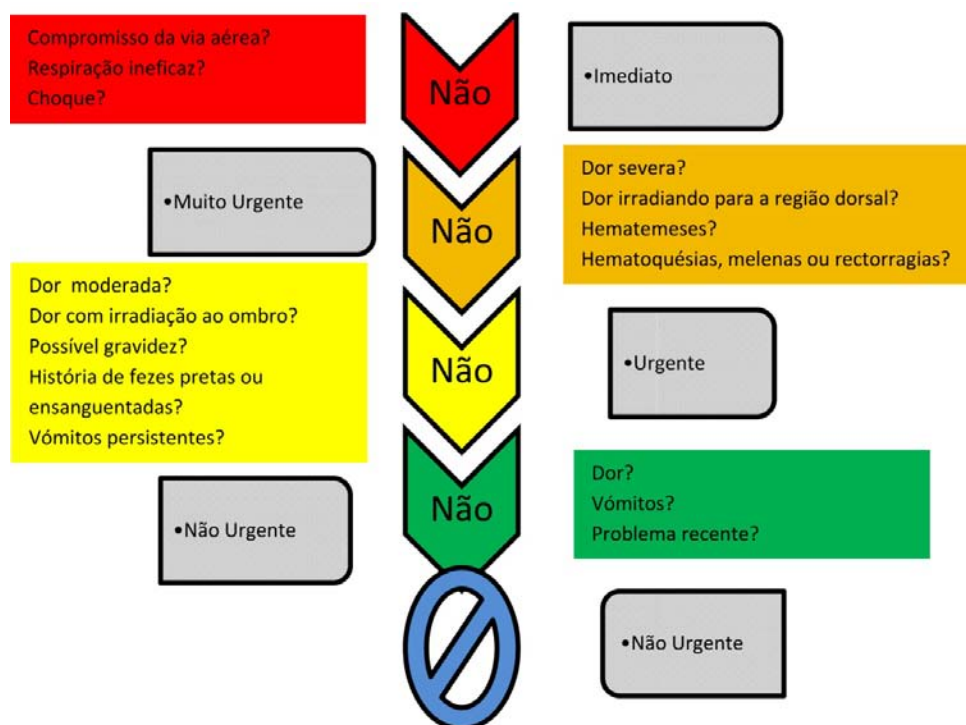 Compromisso da via aérea?
Respiração ineficaz?
Choque?
Não
•Imediato
•Muito Urgente
Não
Dor severa?
Dor irradiando para a região dorsal?
Hematemeses?
Hematoquésias, melenas ou rectorragias?
Dor moderada?
Dor com irradiação ao ombro?
Possível gravidez?
História de fezes pretas ou
ensanguentadas?
Vómitos persistentes?
Não
•Urgente
•Não Urgente
Não
Dor?
Vómitos?
Problema recente?
•Não Urgente